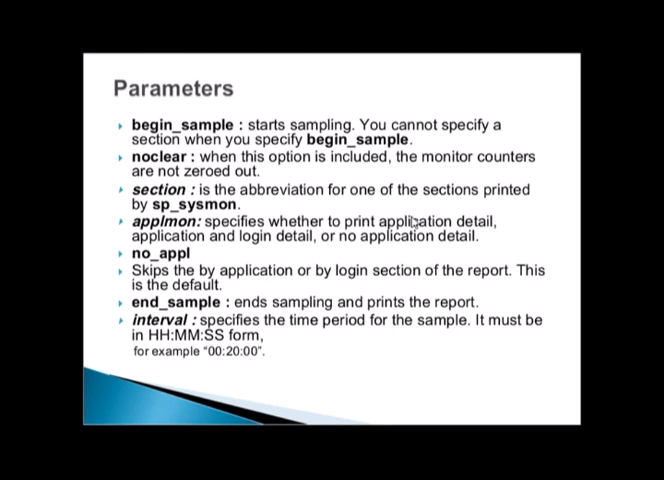 Parameters
begin_sample : starts sampling. You cannot specify a
section when you specify begin_sample.
noclear : when this option is included, the monitor counters
are not zeroed out.
section : is the abbreviation for one of the sections printed
by sp_sysmon.
applmon: specifies whether to print application detail,
application and login detail, or no application detail.
no_appl
Skips the by application or by login section of the report. This
is the default.
end_sample : ends sampling and prints the report.
interval : specifies the time period for the sample. It must be
in HH:MM:SS form,
for example “00:20:00”.